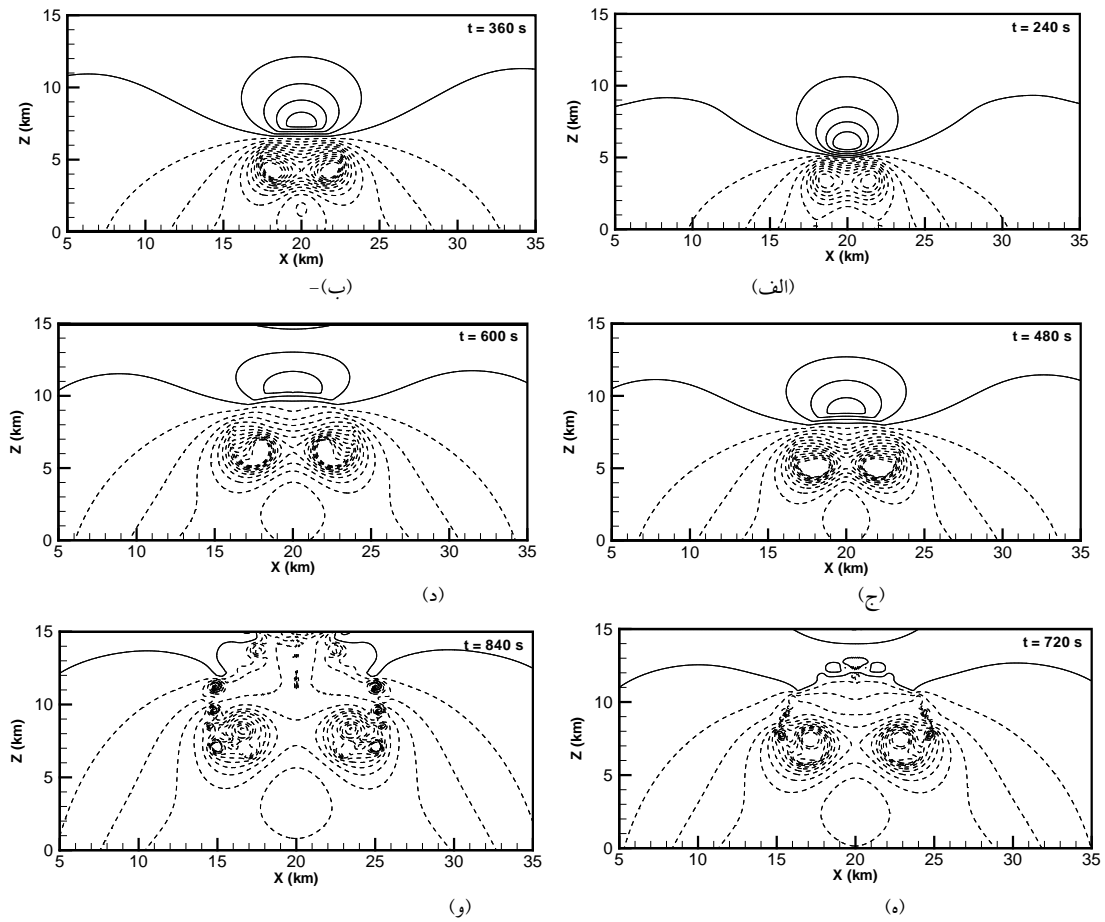 t = 360 s
15
10
5
0
Z (km)
5 10 15 20 25 30 35
X (km)
(ب)-
t = 240 s
15
10
5
0
Z (km)
5 10 15 20 25 30 35
X (km)
(الف)
t = 600 s
15
10
5
0
Z (km)
5 10 15 20 25 30 35
X (km)
(د)
t = 480 s
15
10
5
0
Z (km)
5 10 15 20 25 30 35
X (km)
(ج)
t = 840 s
15
10
5
0
Z (km)
5 10 15 20 25 30 35
X (km)
(و)
t = 720 s
15
10
5
0
Z (km)
5 10 15 20 25 30 35
X (km)
(ه)